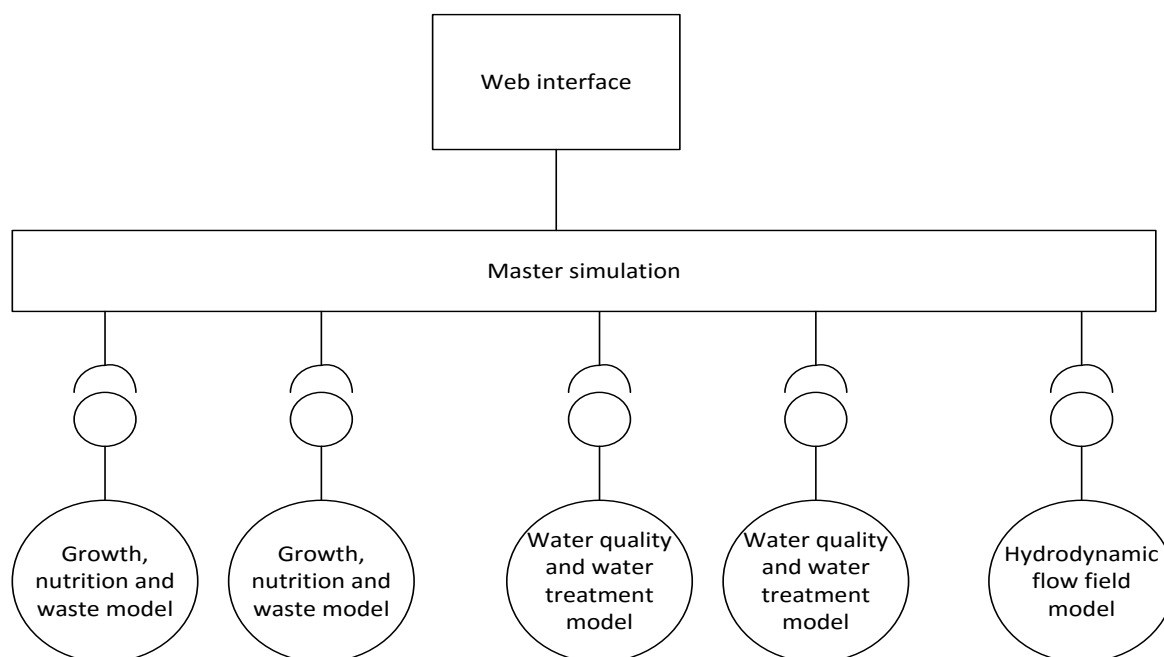 Web interface
Master simulation
Growth,
nutrition and
waste model
Growth,
nutrition and
waste model
Water quality
and water
treatment
model
Water quality
and water
treatment
model
Hydrodynamic
flow field
model